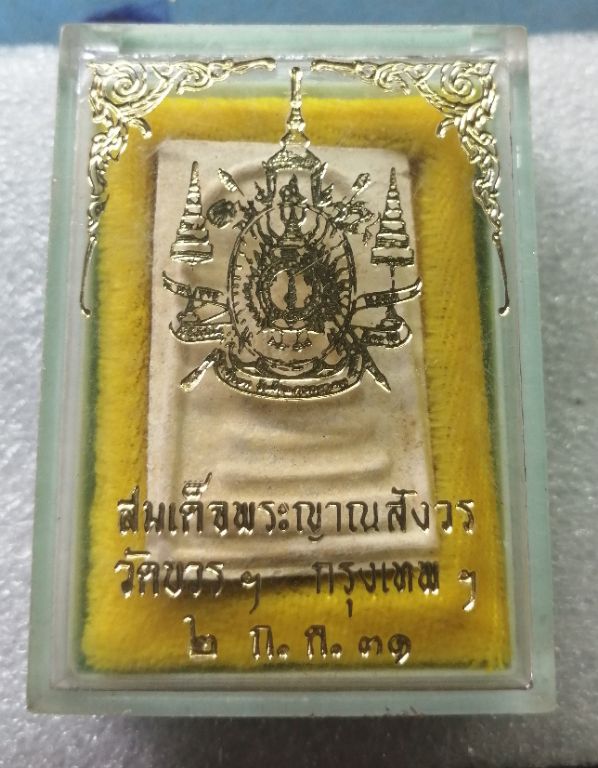 สมเด็จพระญาณสังวร
วัดบวร ฯ กรุงเทพ ฯ
๒ ก.ค. ๓๑